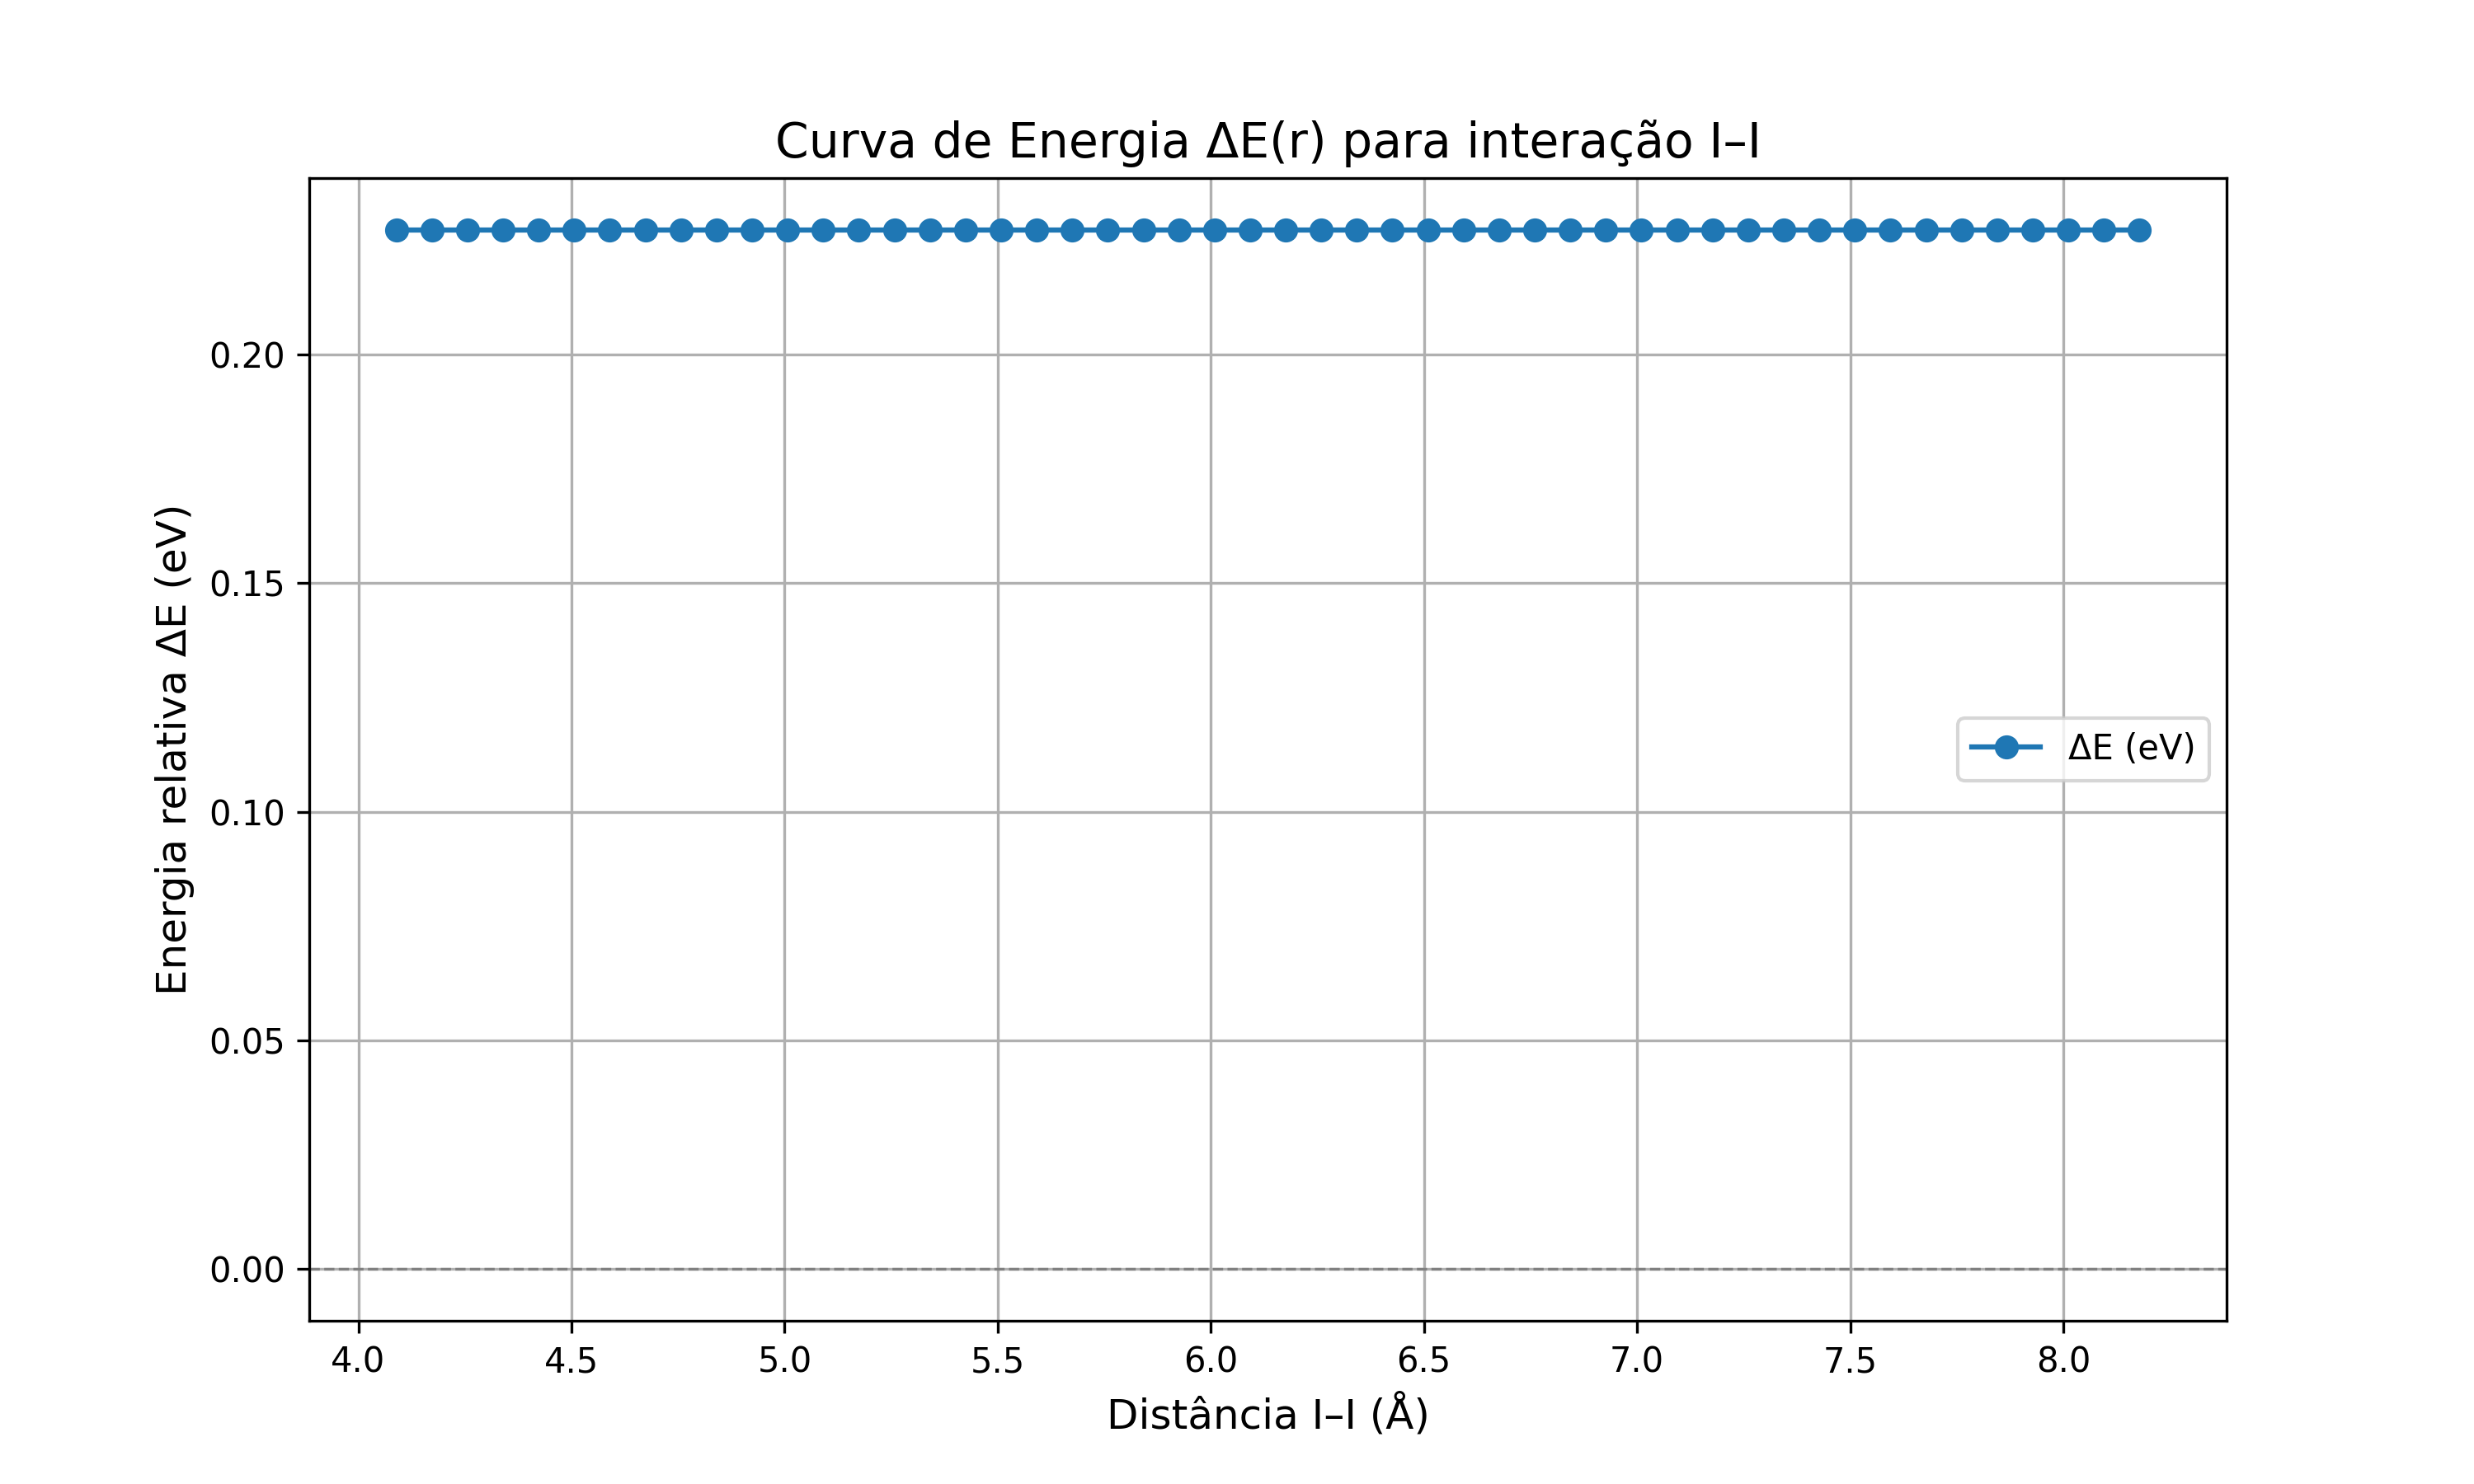 Curva de Energia ΔE(r) para interação I–I
Energia relativa ΔE (eV)
0.20
0.15
0.10
0.05
0.00
ΔE (eV)
4.0 4.5 5.0 5.5 6.0 6.5 7.0 7.5 8.0
Distância I–I (Å)